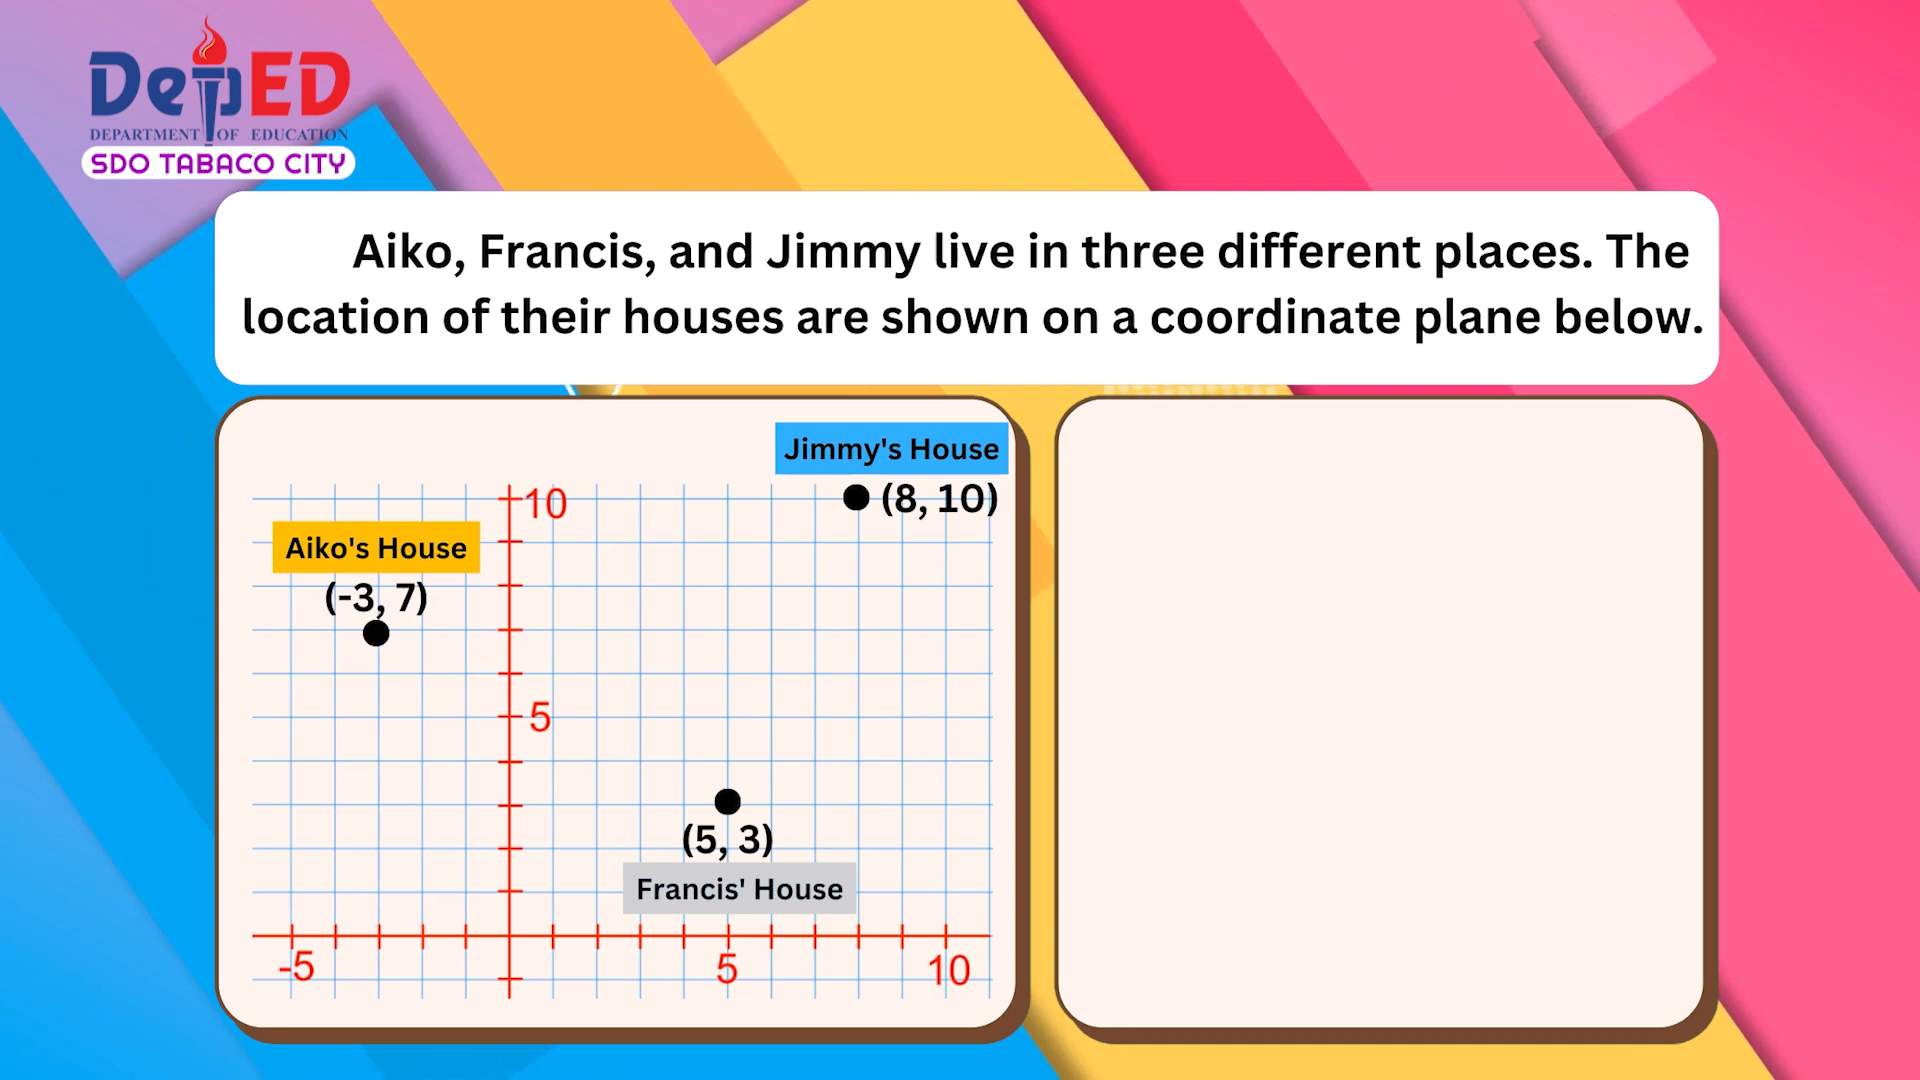 DepED
DEPARTMENT OF EDUCATION
SDO TABACO CITY
Aiko, Francis, and Jimmy live in three different places. The
location of their houses are shown on a coordinate plane below.
Jimmy's House
(8, 10)
10
Aiko's House
(-3, 7)
5
(5, 3)
Francis' House
-5
5
10